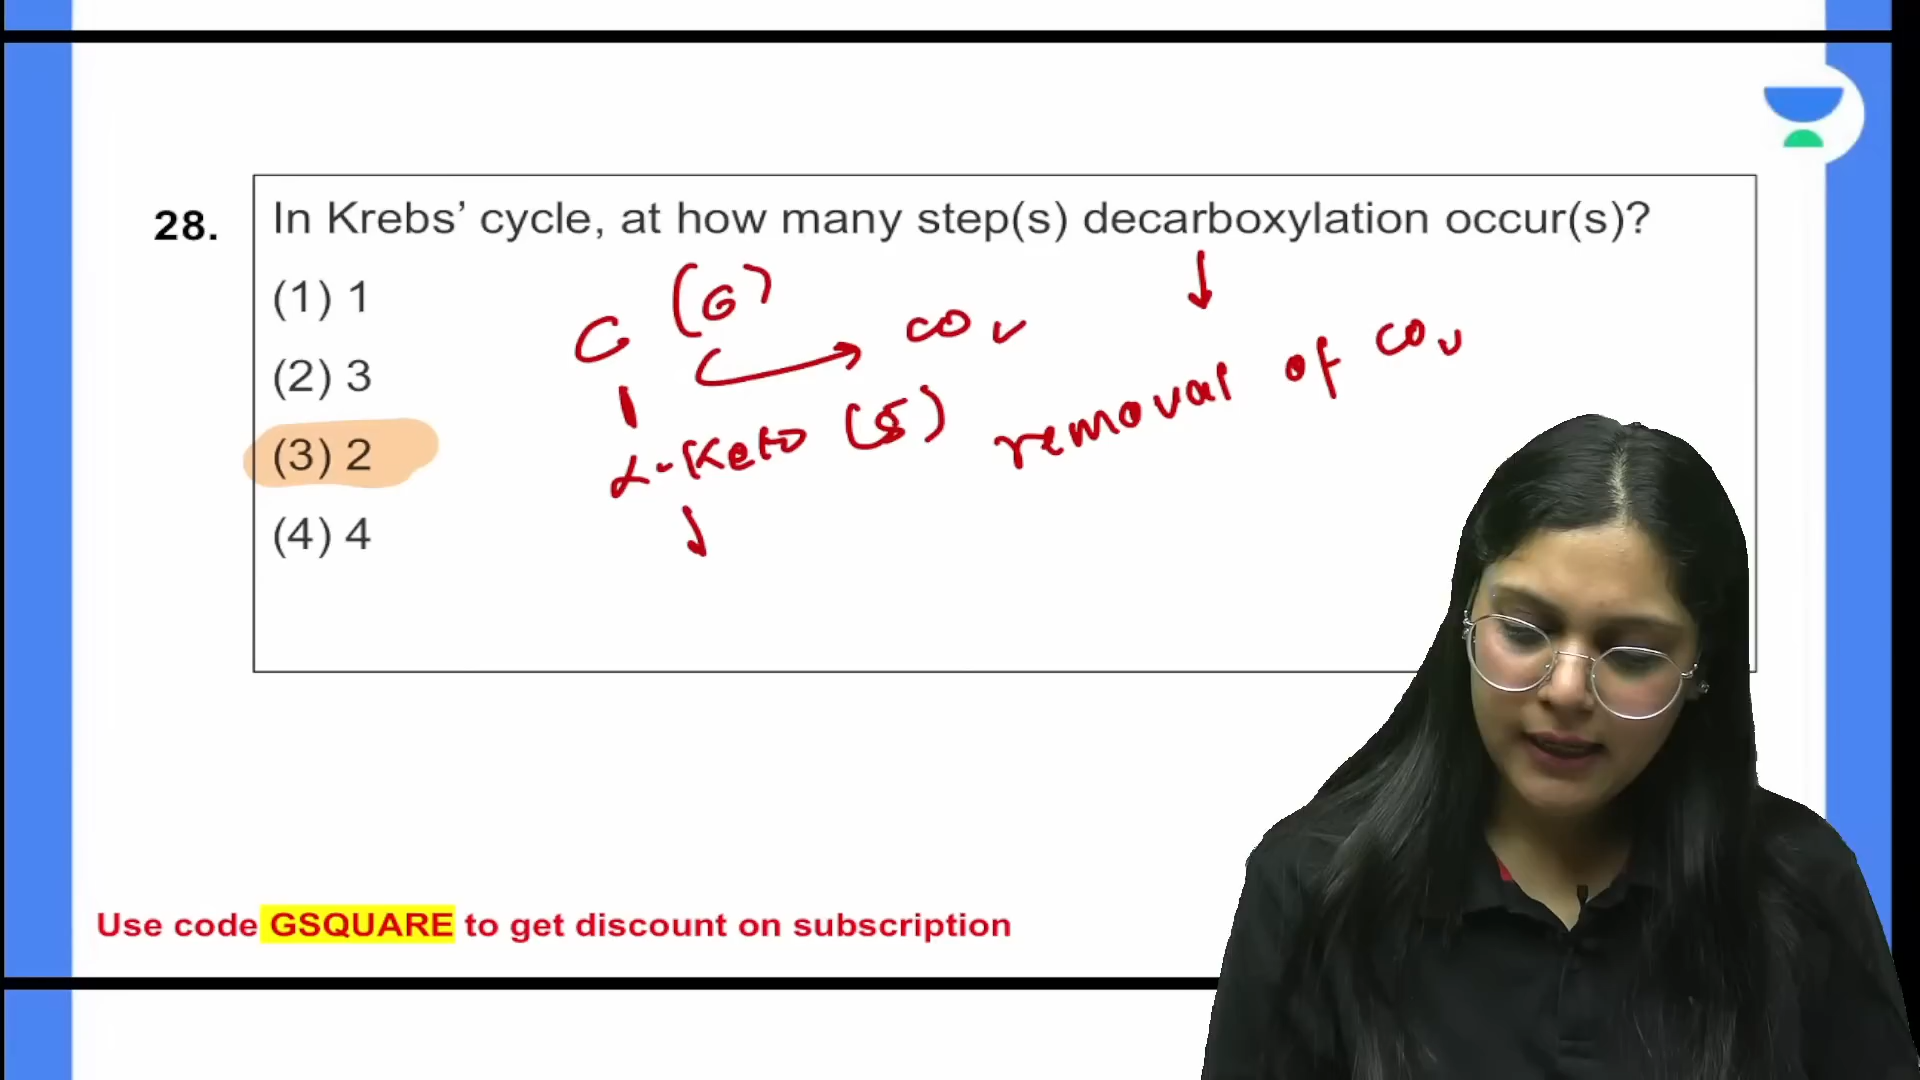 28. In Krebs’ cycle, at how many step(s) decarboxylation occur(s)?
(1) 1
(2) 3
(3) 2
(4) 4
C (6)
CO₂
α-Keto (5)
removal of CO₂
Use code GSQUARE to get discount on subscription